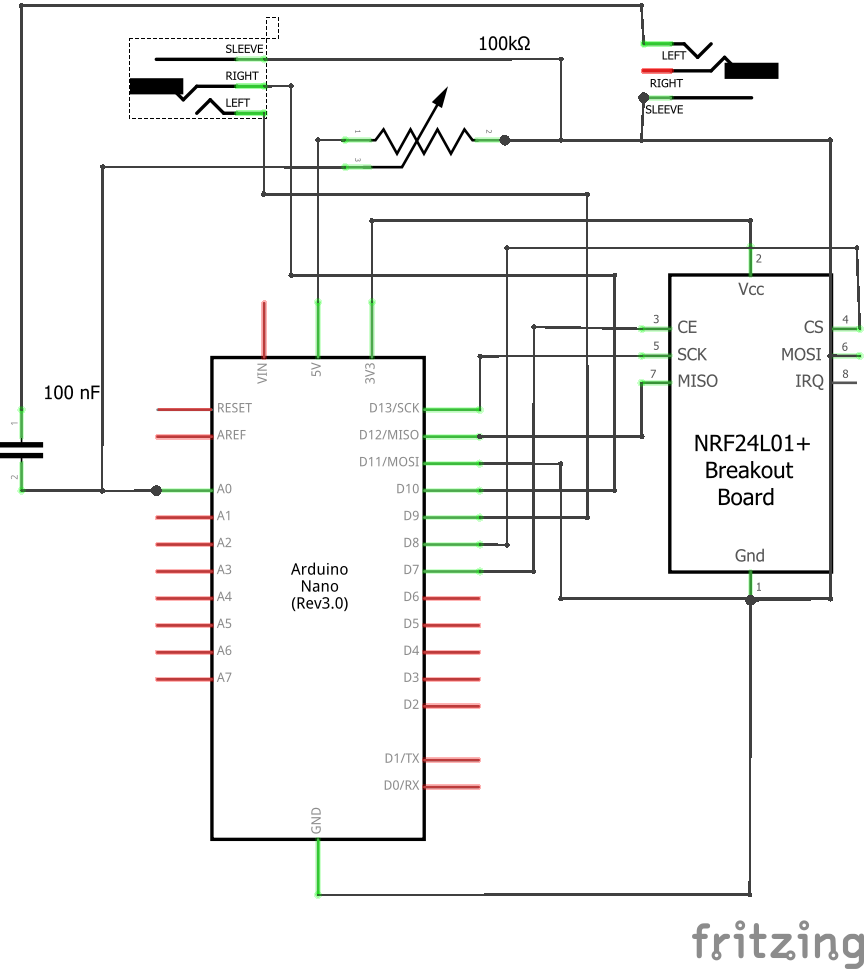 SLEEVE
RIGHT
LEFT
100kΩ
LEFT
RIGHT
SLEEVE
1
2
3
2
Vcc
3
CE
CS
4
5
SCK
MOSI
6
7
MISO
IRQ
8
NRF24L01+
Breakout
Board
Gnd
1
100 nF
1
2
VIN
5V
3V3
RESET
D13/SCK
AREF
D12/MISO
D11/MOSI
A0
D10
A1
D9
A2
D8
A3
D7
A4
D6
A5
D5
A6
D4
A7
D3
D2
D1/TX
D0/RX
Arduino
Nano
(Rev3.0)
GND
fritzing